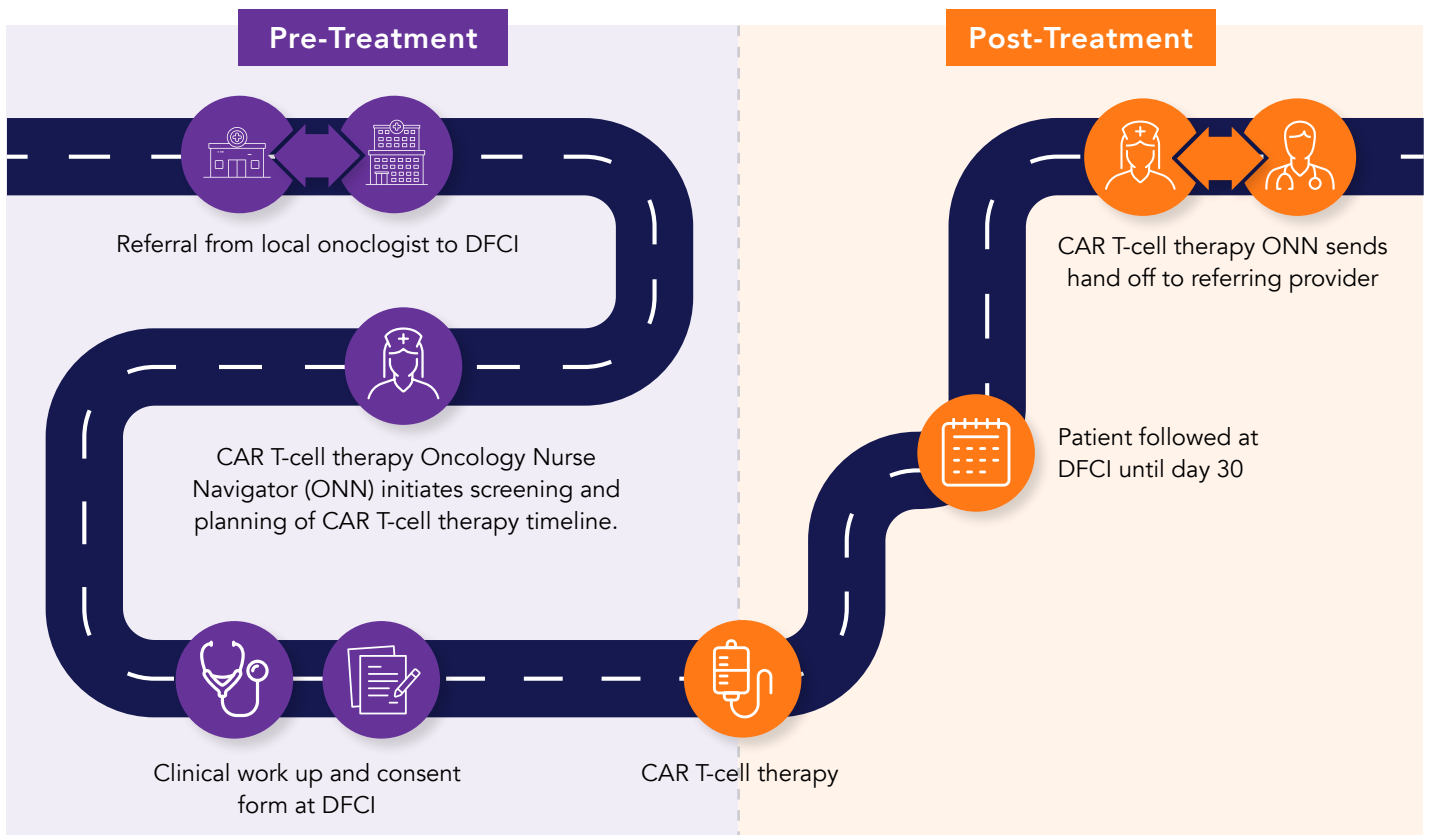 Pre-Treatment
Referral from local onoclogist to DFCI
CAR T-cell therapy Oncology Nurse
Navigator (ONN) initiates screening and
planning of CAR T-cell therapy timeline.
Clinical work up and consent
form at DFCI
CAR T-cell therapy
Post-Treatment
Patient followed at
DFCI until day 30
CAR T-cell therapy ONN sends
hand off to referring provider